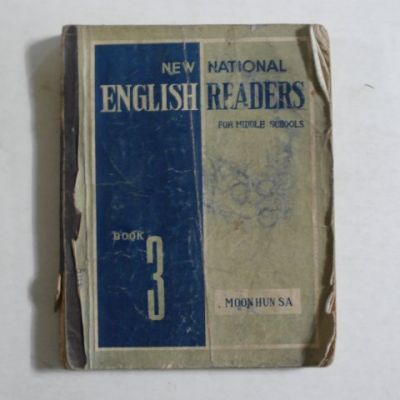 NEW NATIONAL
ENGLISH READERS
FOR MIDDLE SCHOOLS
BOOK
3
MOONHUN SA